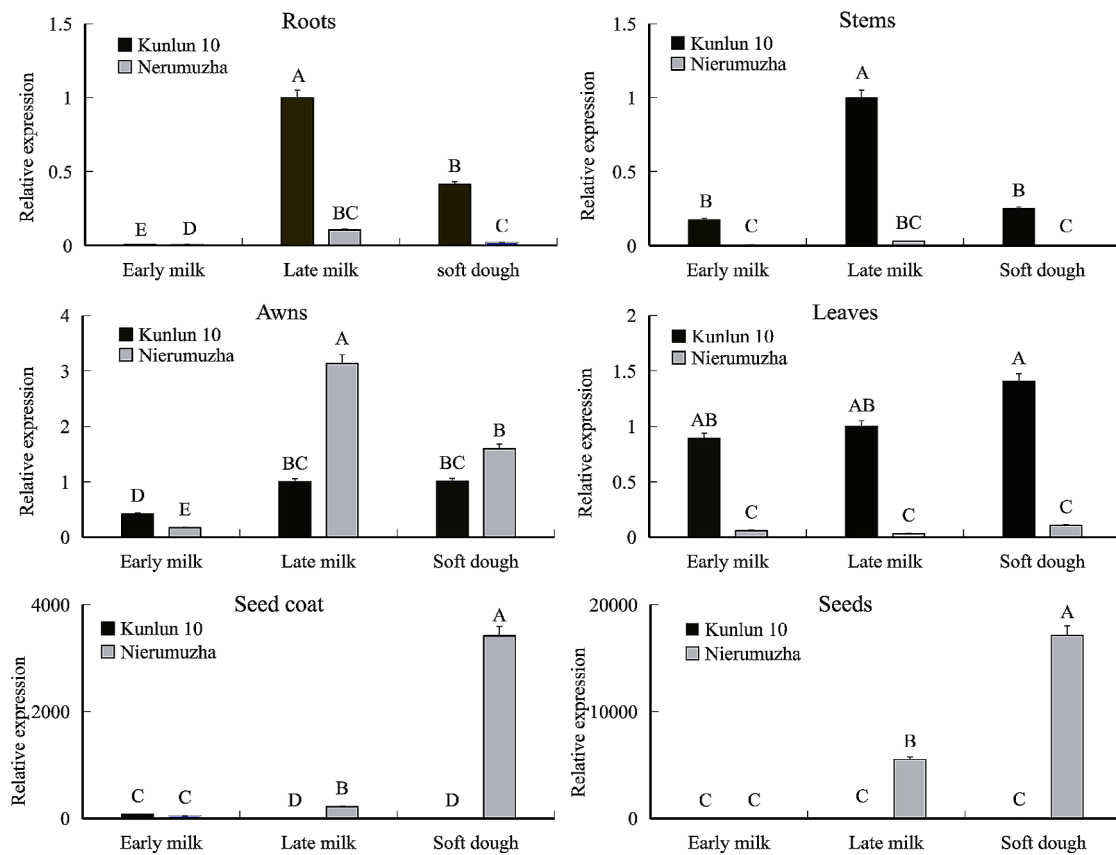 Roots
1.5
1
0.5
0
Relative expression
Kunlun 10
Nerumuzha
E D A BC B C
Early milk Late milk soft dough
Stems
1.5
1
0.5
0
Relative expression
Kunlun 10
Nierumuzha
B C A BC B C
Early milk Late milk Soft dough
Awns
4
3
2
1
0
Relative expression
Kunlun 10
Nierumuzha
D E BC A BC B
Early milk Late milk Soft dough
Leaves
2
1.5
1
0.5
0
Relative expression
Kunlun 10
Nierumuzha
AB C AB C A C
Early milk Late milk Soft dough
Seed coat
4000
2000
0
Relative expression
Kunlun 10
Nierumuzha
C C D B D A
Early milk Late milk Soft dough
Seeds
20000
10000
0
Relative expression
Kunlun 10
Nierumuzha
C C C B C A
Early milk Late milk Soft dough